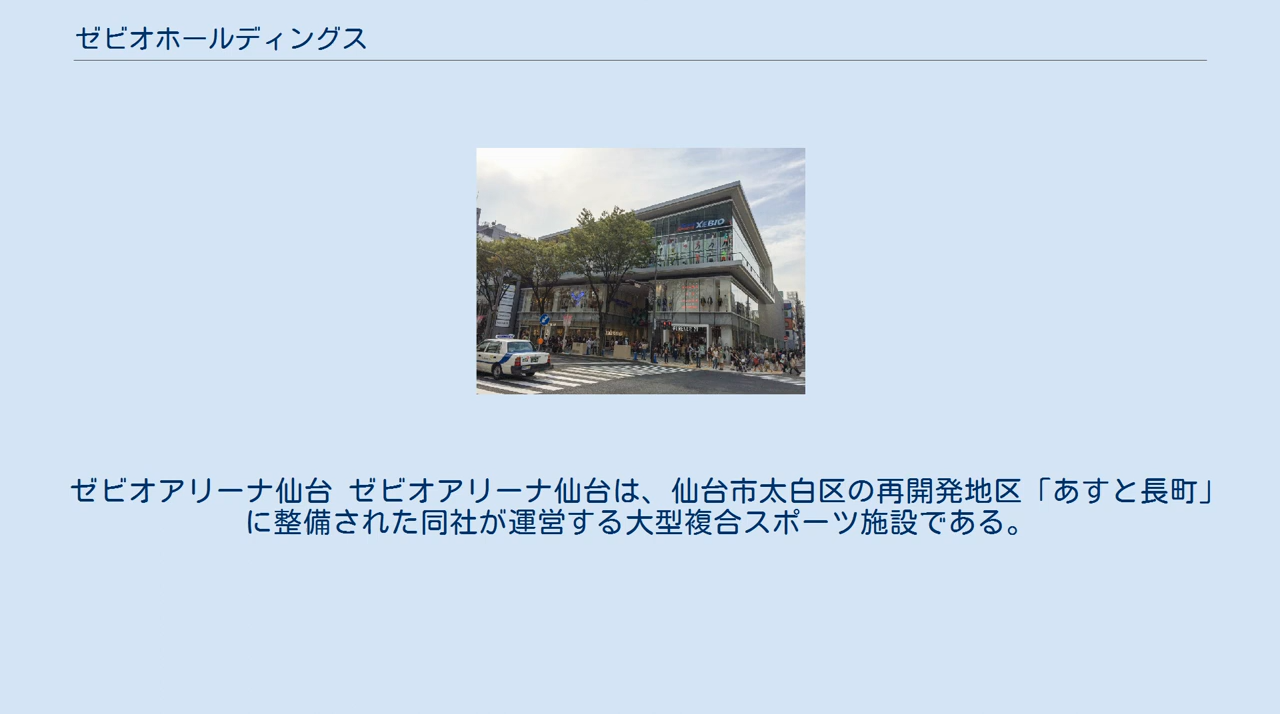 ゼビオホールディングス
XEBIO
ゼビオアリーナ仙台 ゼビオアリーナ仙台は、仙台市太白区の再開発地区「あすと長町」
に整備された同社が運営する大型複合スポーツ施設である。